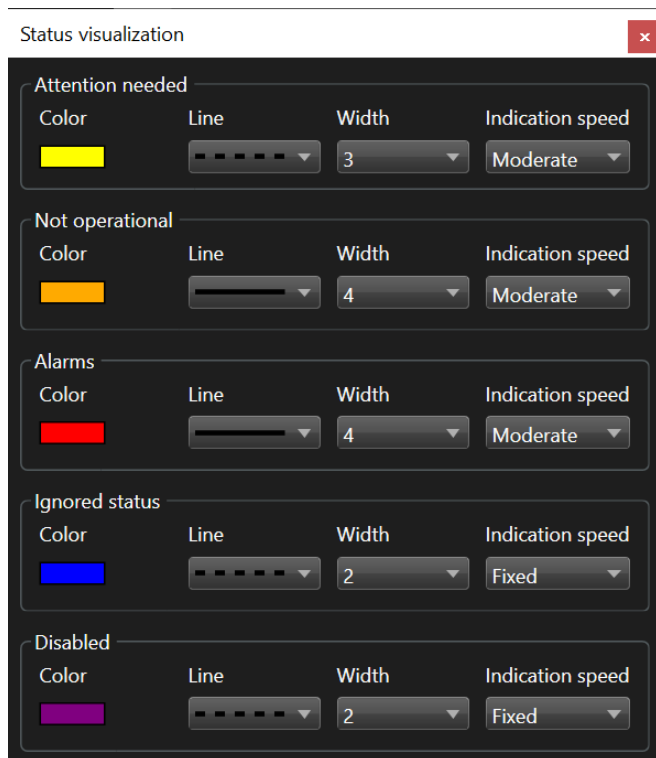 Status visualization
x
Attention needed
Color Line Width Indication speed
3 Moderate
Not operational
Color Line Width Indication speed
4 Moderate
Alarms
Color Line Width Indication speed
4 Moderate
Ignored status
Color Line Width Indication speed
2 Fixed
Disabled
Color Line Width Indication speed
2 Fixed